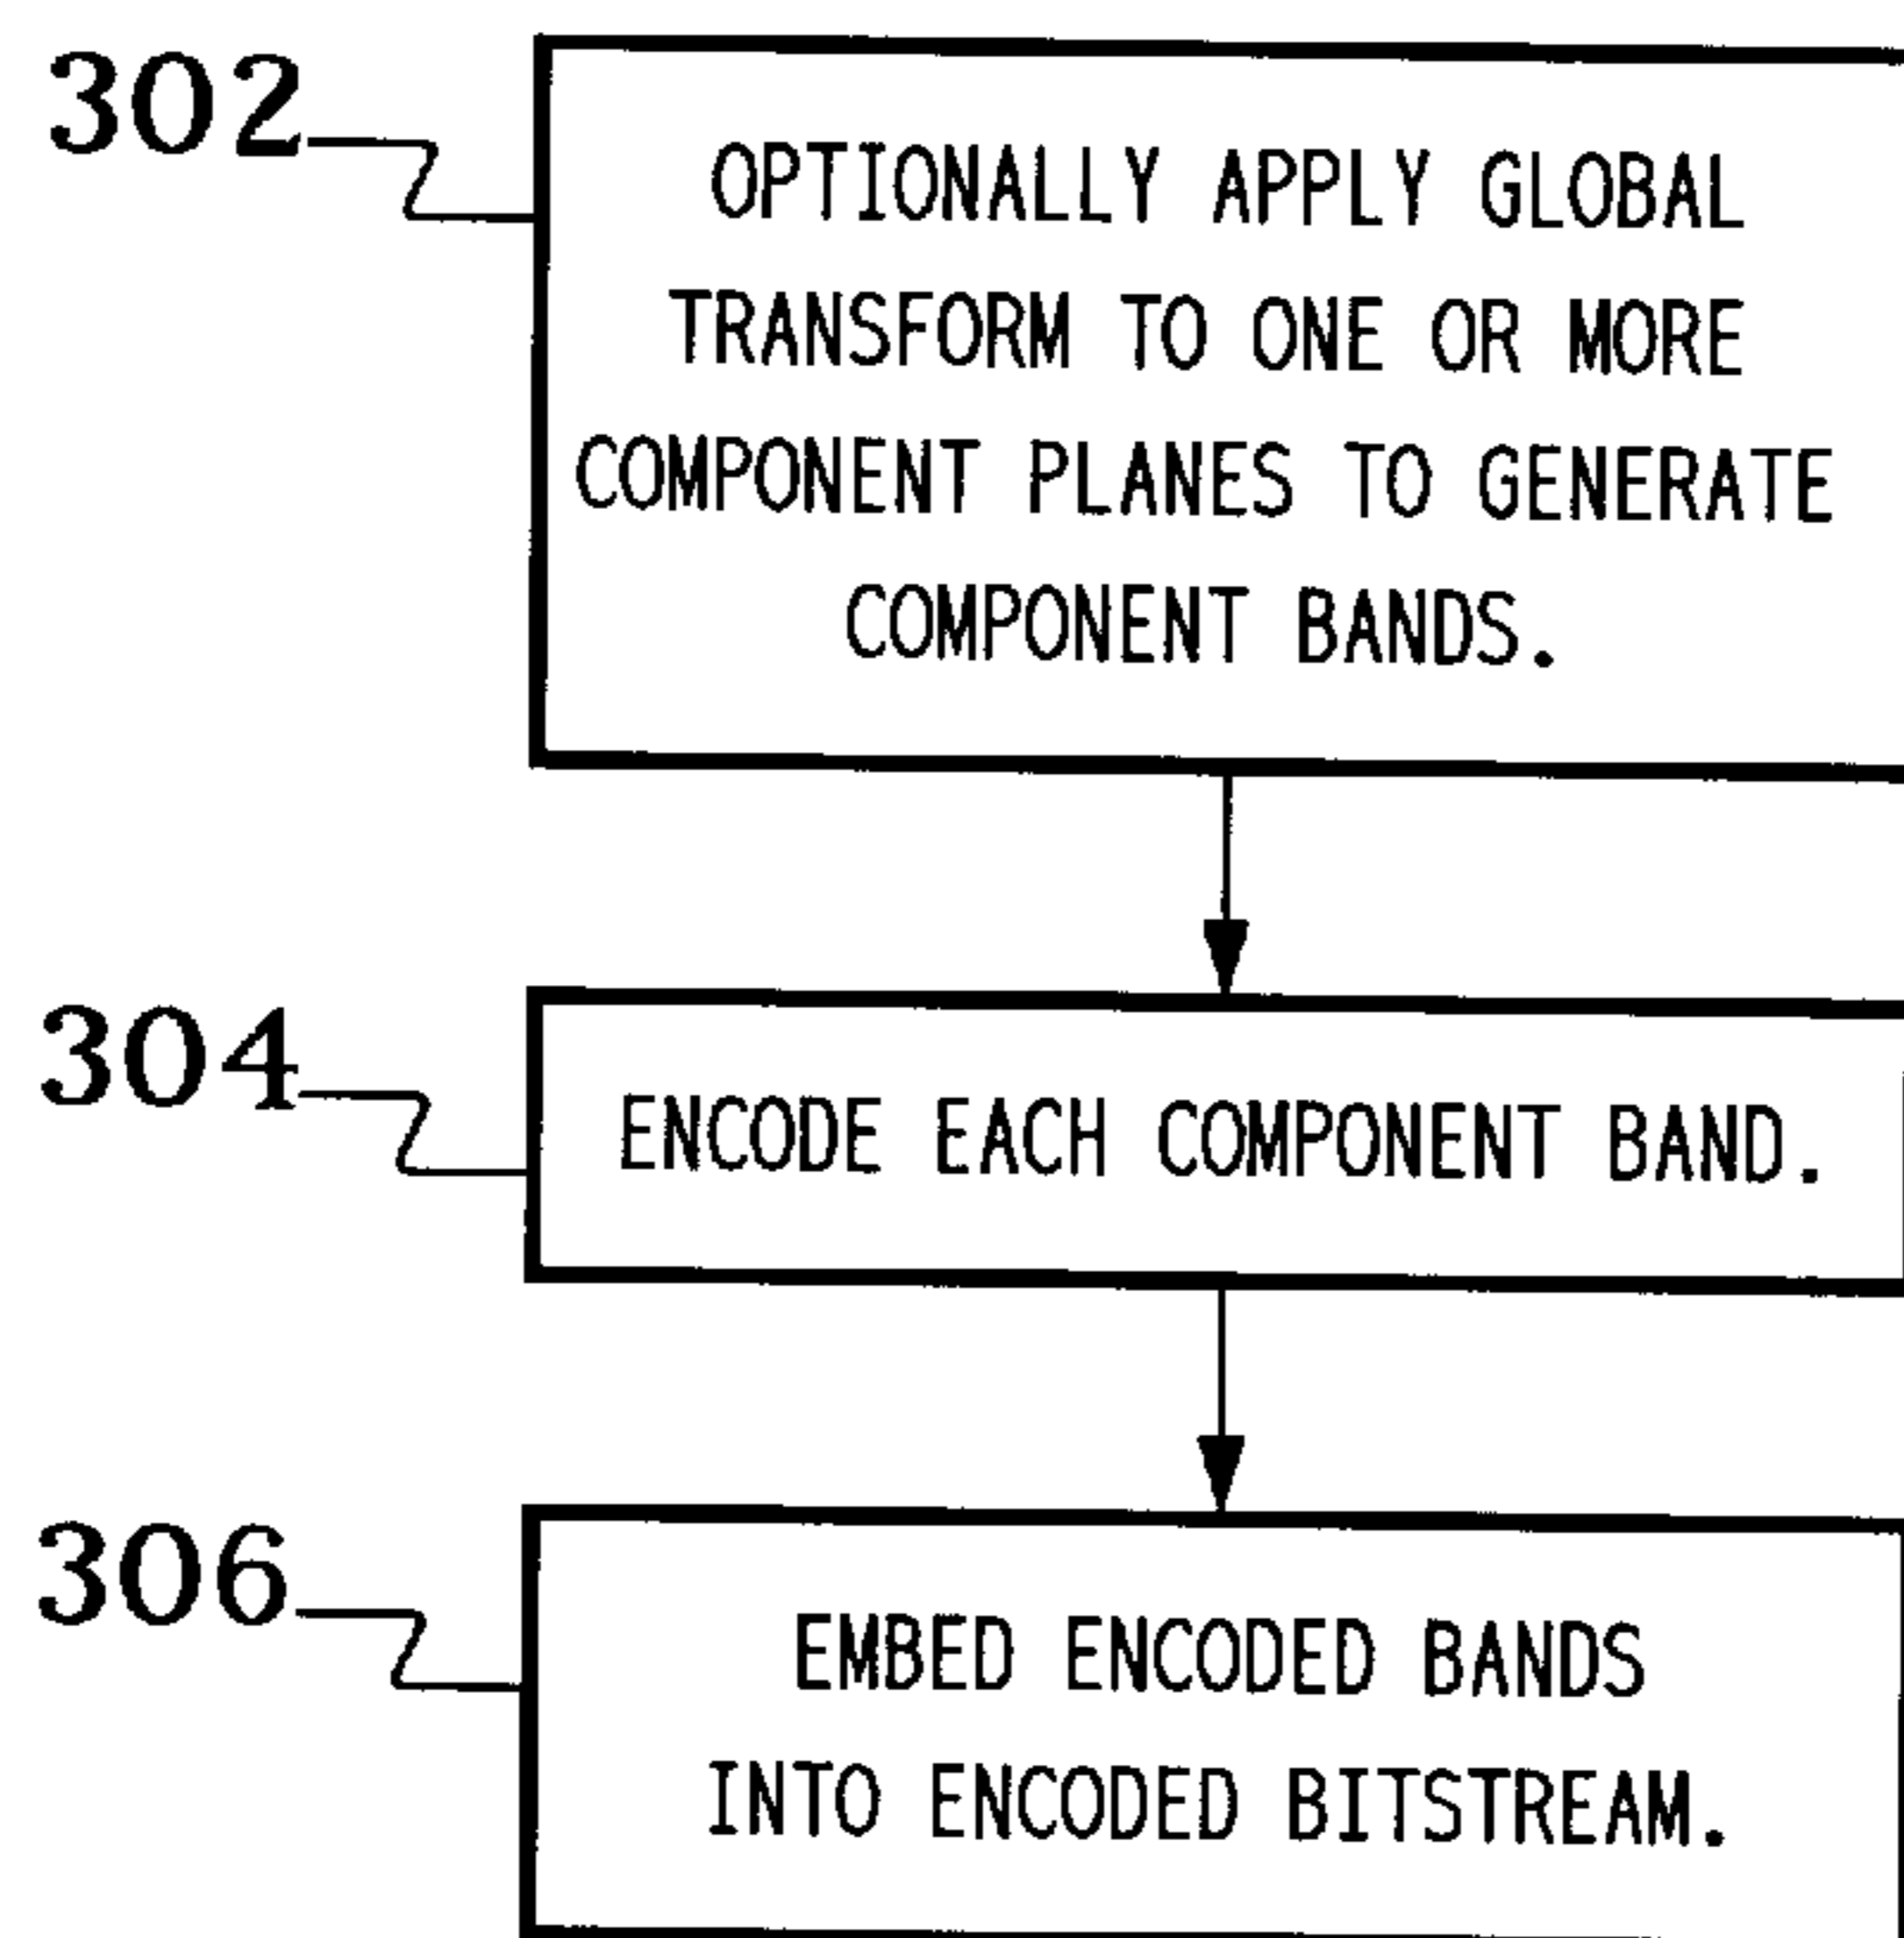 302
OPTIONALLY APPLY GLOBAL
TRANSFORM TO ONE OR MORE
COMPONENT PLANES TO GENERATE
COMPONENT BANDS.
304
ENCODE EACH COMPONENT BAND.
306
EMBED ENCODED BANDS
INTO ENCODED BITSTREAM.